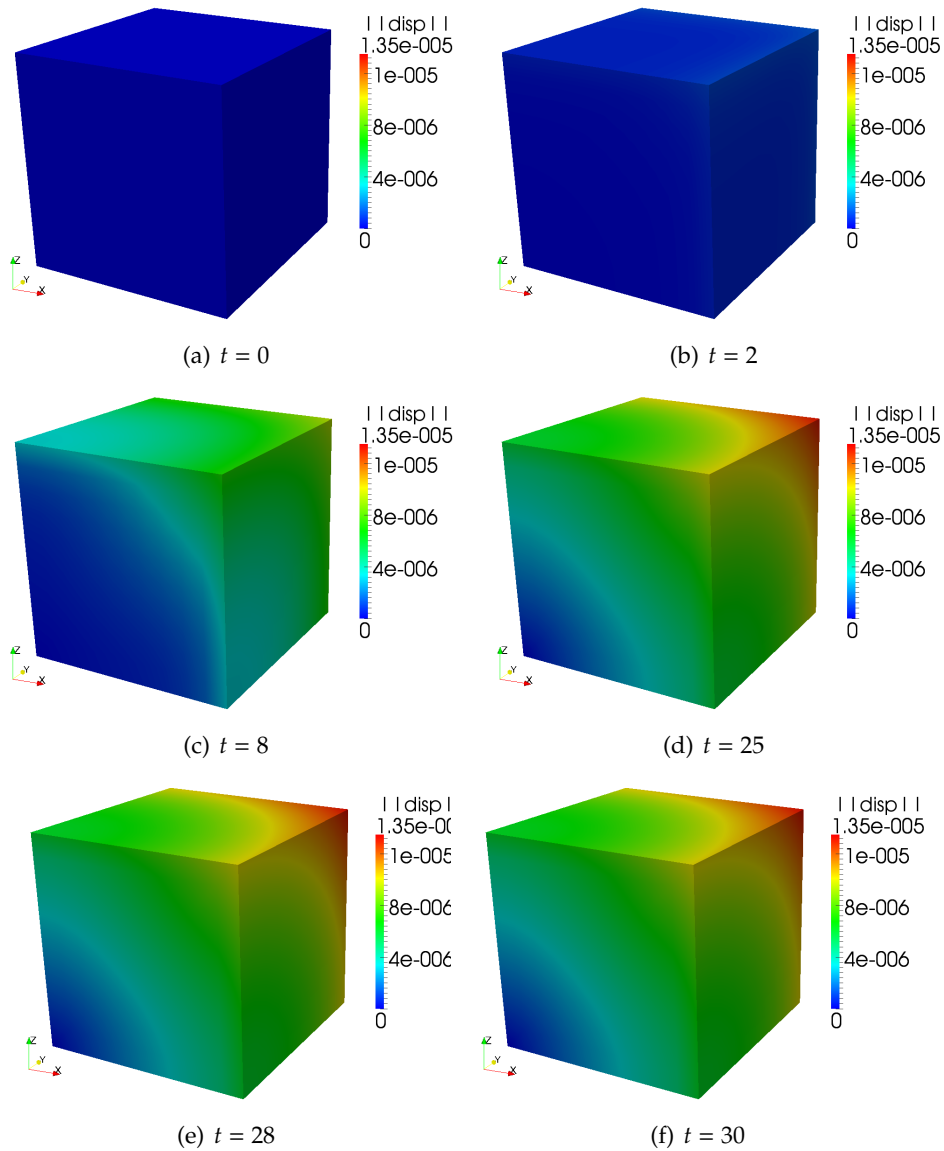 ||disp||
1.35e-005
1e-005
8e-006
4e-006
0
Z
Y
X
(a) t = 0
||disp||
1.35e-005
1e-005
8e-006
4e-006
0
Z
Y
X
(b) t = 2
||disp||
1.35e-005
1e-005
8e-006
4e-006
0
Z
Y
X
(c) t = 8
||disp||
1.35e-005
1e-005
8e-006
4e-006
0
Z
Y
X
(d) t = 25
||disp|
1.35e-00
1e-005
8e-006
4e-006
0
Z
Y
X
(e) t = 28
||disp||
1.35e-005
1e-005
8e-006
4e-006
0
Z
Y
X
(f) t = 30